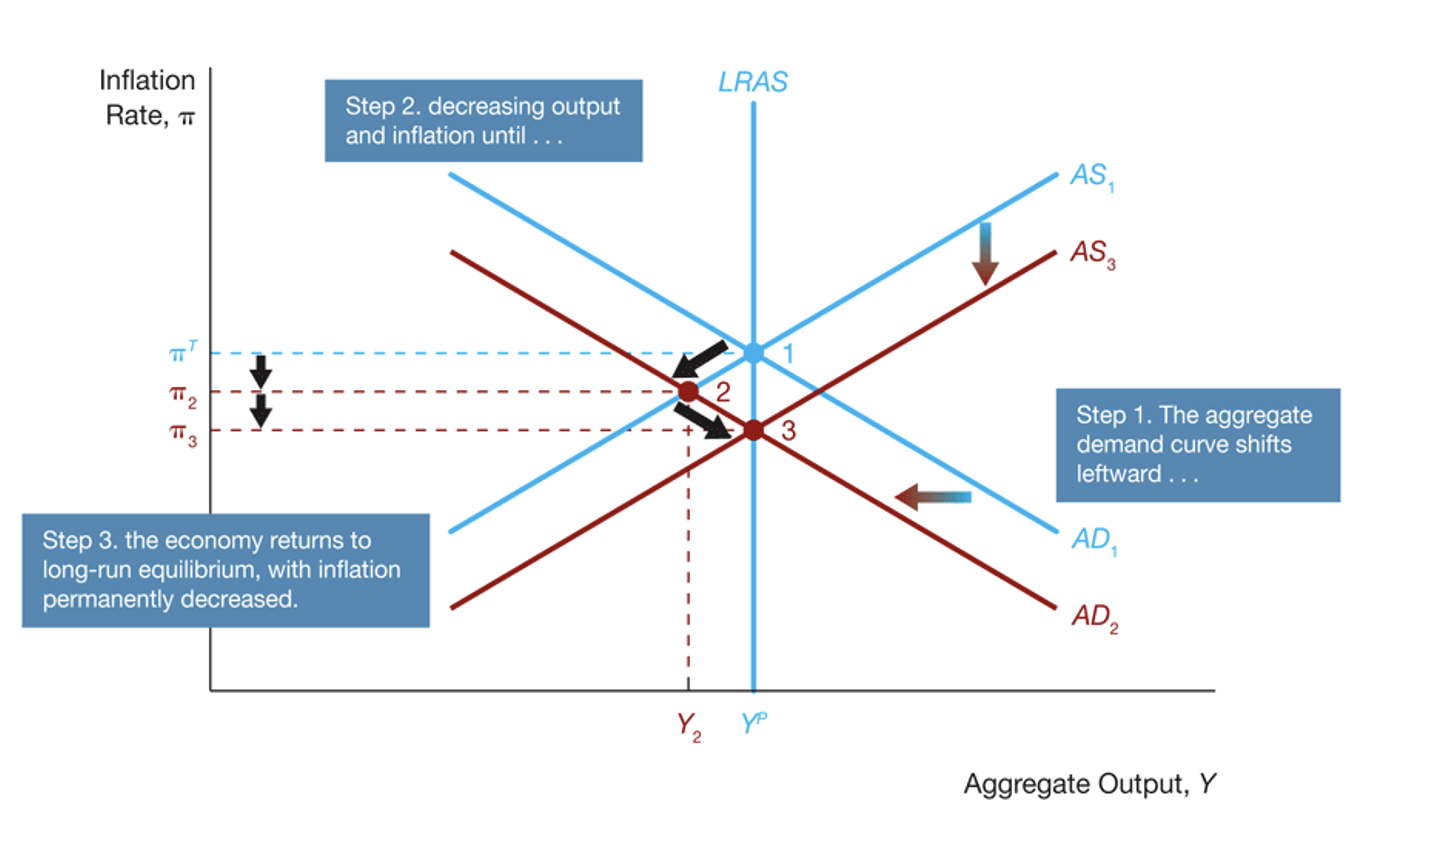 Inflation
Rate, π
Step 2. decreasing output
and inflation until . . .
LRAS
AS1
AS3
πT
1
π2
2
π3
3
Step 1. The aggregate
demand curve shifts
leftward . . .
Step 3. the economy returns to
long-run equilibrium, with inflation
permanently decreased.
AD1
AD2
Y2
YP
Aggregate Output, Y